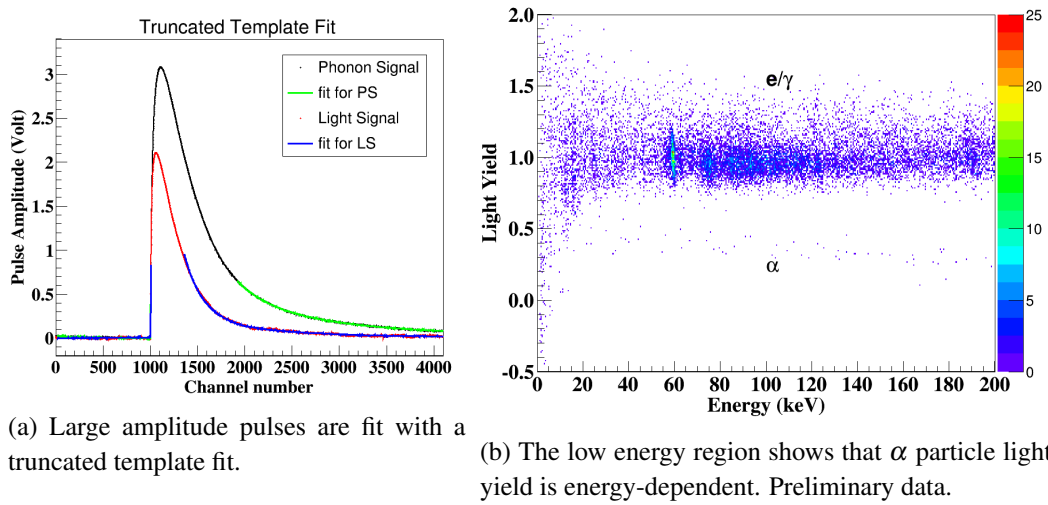 Truncated Template Fit
Phonon Signal
fit for PS
Light Signal
fit for LS
Pulse Amplitude (Volt)
3
2.5
2
1.5
1
0.5
0
0 500 1000 1500 2000 2500 3000 3500 4000
Channel number
(a) Large amplitude pulses are fit with a
truncated template fit.
Light Yield
2.0
1.5
1.0
0.5
0.0
-0.5
e/γ
α
0 20 40 60 80 100 120 140 160 180 200
Energy (keV)
25
20
15
10
5
0
(b) The low energy region shows that α particle light
yield is energy-dependent. Preliminary data.